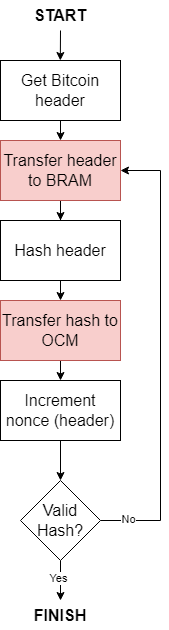 START
Get Bitcoin
header
Transfer header
to BRAM
Hash header
Transfer hash to
OCM
Increment
nonce (header)
Valid
Hash?
No
Yes
FINISH